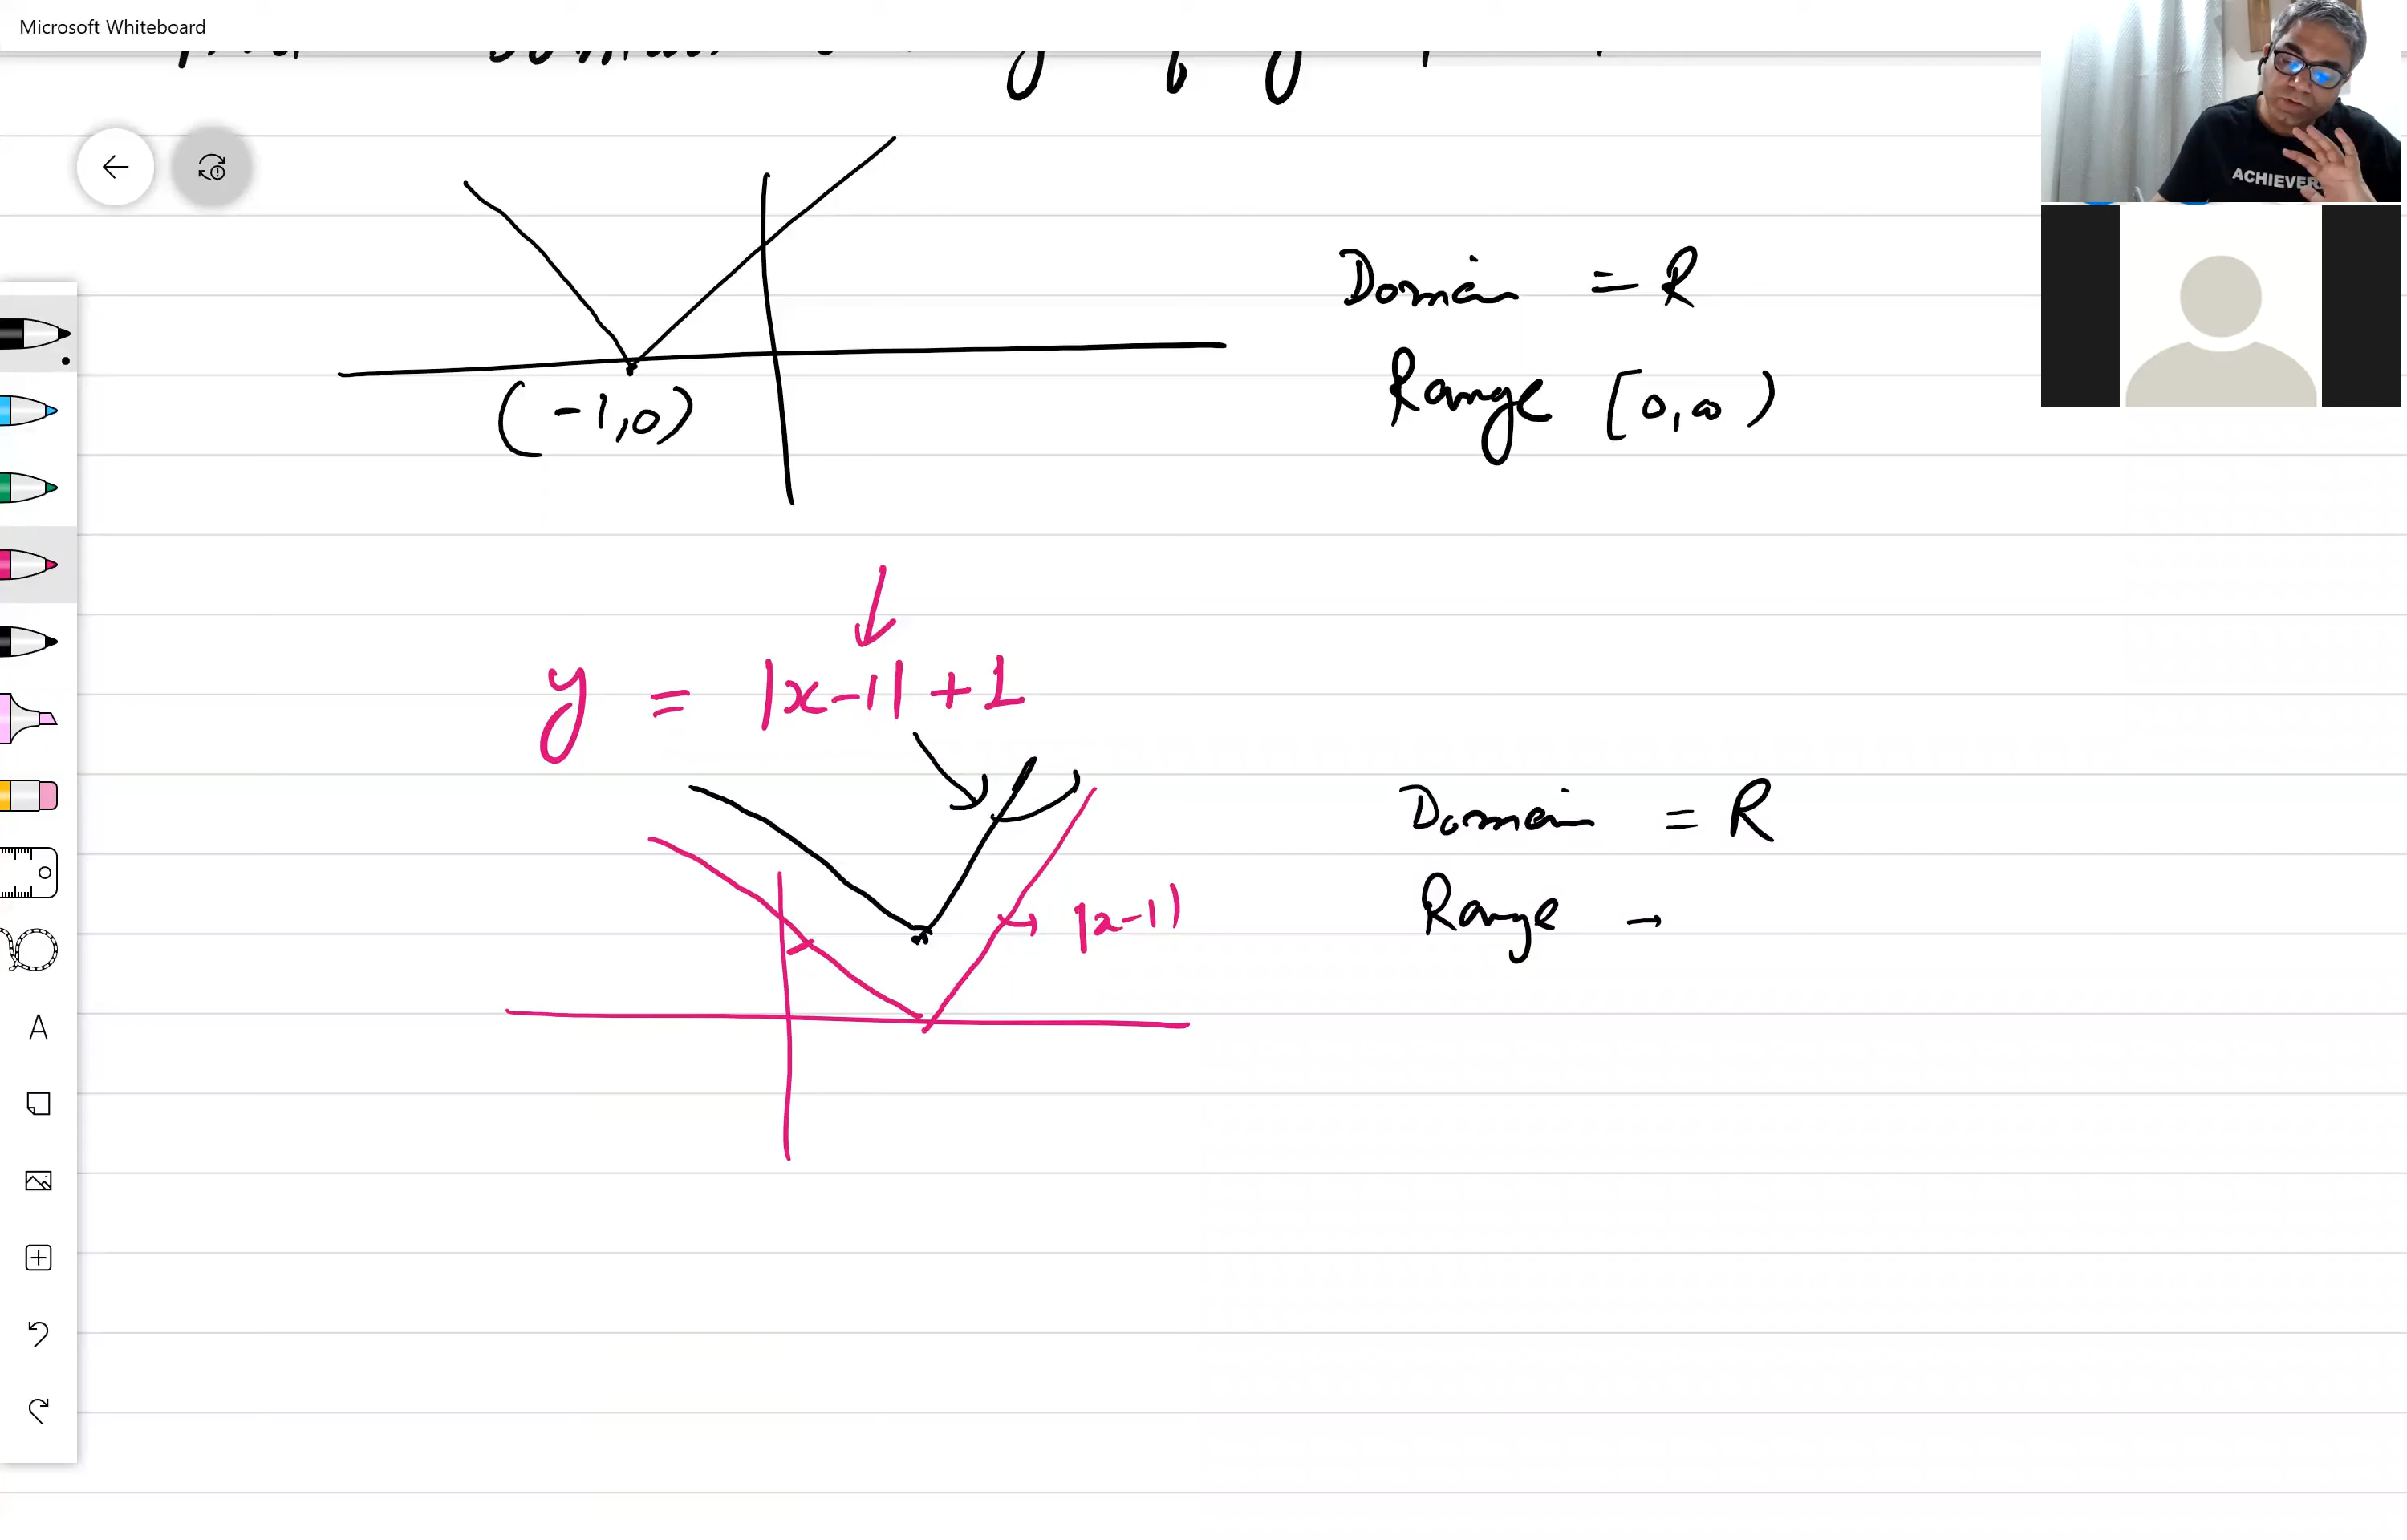 Microsoft Whiteboard
ACHIEVER
Domain = R
Range [0,∞)
(-1,0)
y = |x-1| + 1
Domain = R
|x-1|
Range →
A